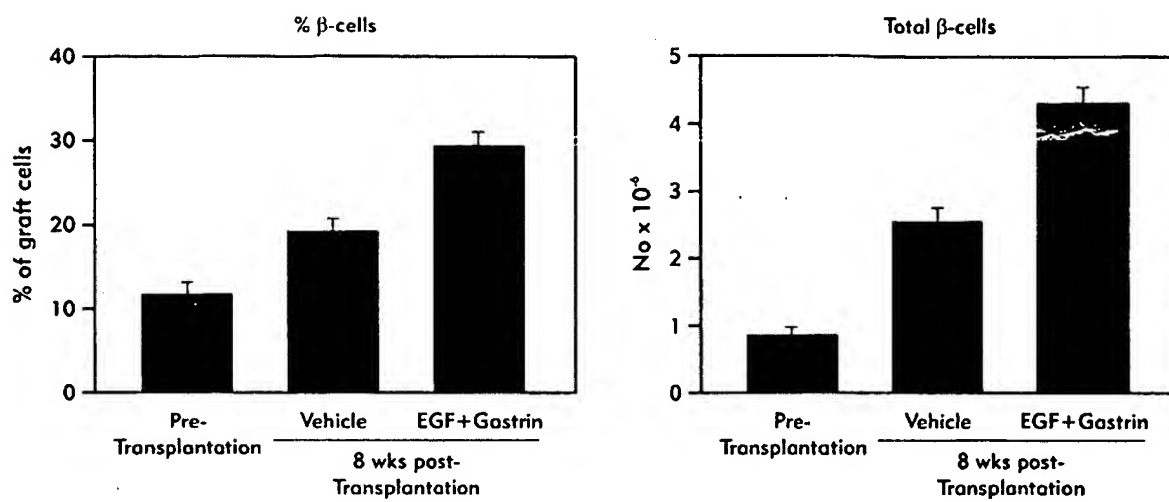 % β-cells
40
30
20
10
0
% of graft cells
Pre-
Transplantation
Vehicle
EGF+Gastrin
8 wks post-
Transplantation
Total β-cells
5
4
3
2
1
0
No x 10⁻⁶
Pre-
Transplantation
Vehicle
EGF+Gastrin
8 wks post-
Transplantation